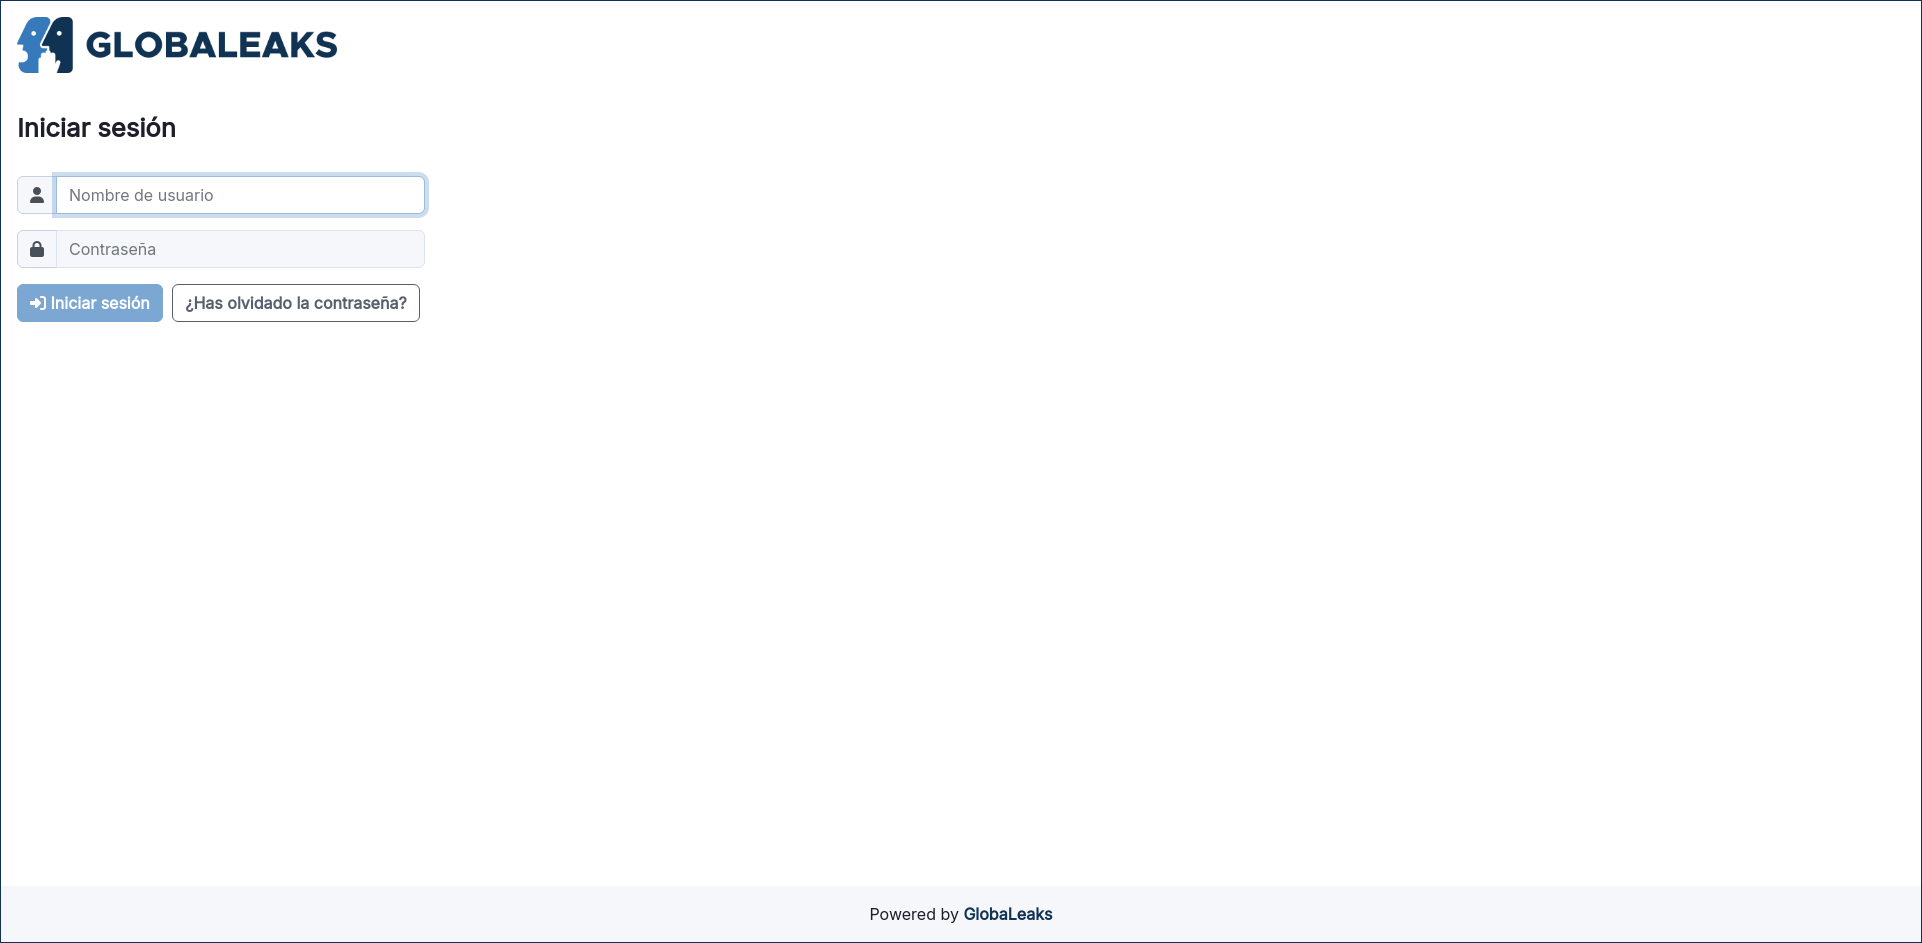 GLOBALEAKS
Iniciar sesión
Nombre de usuario
Contraseña
Iniciar sesión
¿Has olvidado la contraseña?
Powered by GlobaLeaks